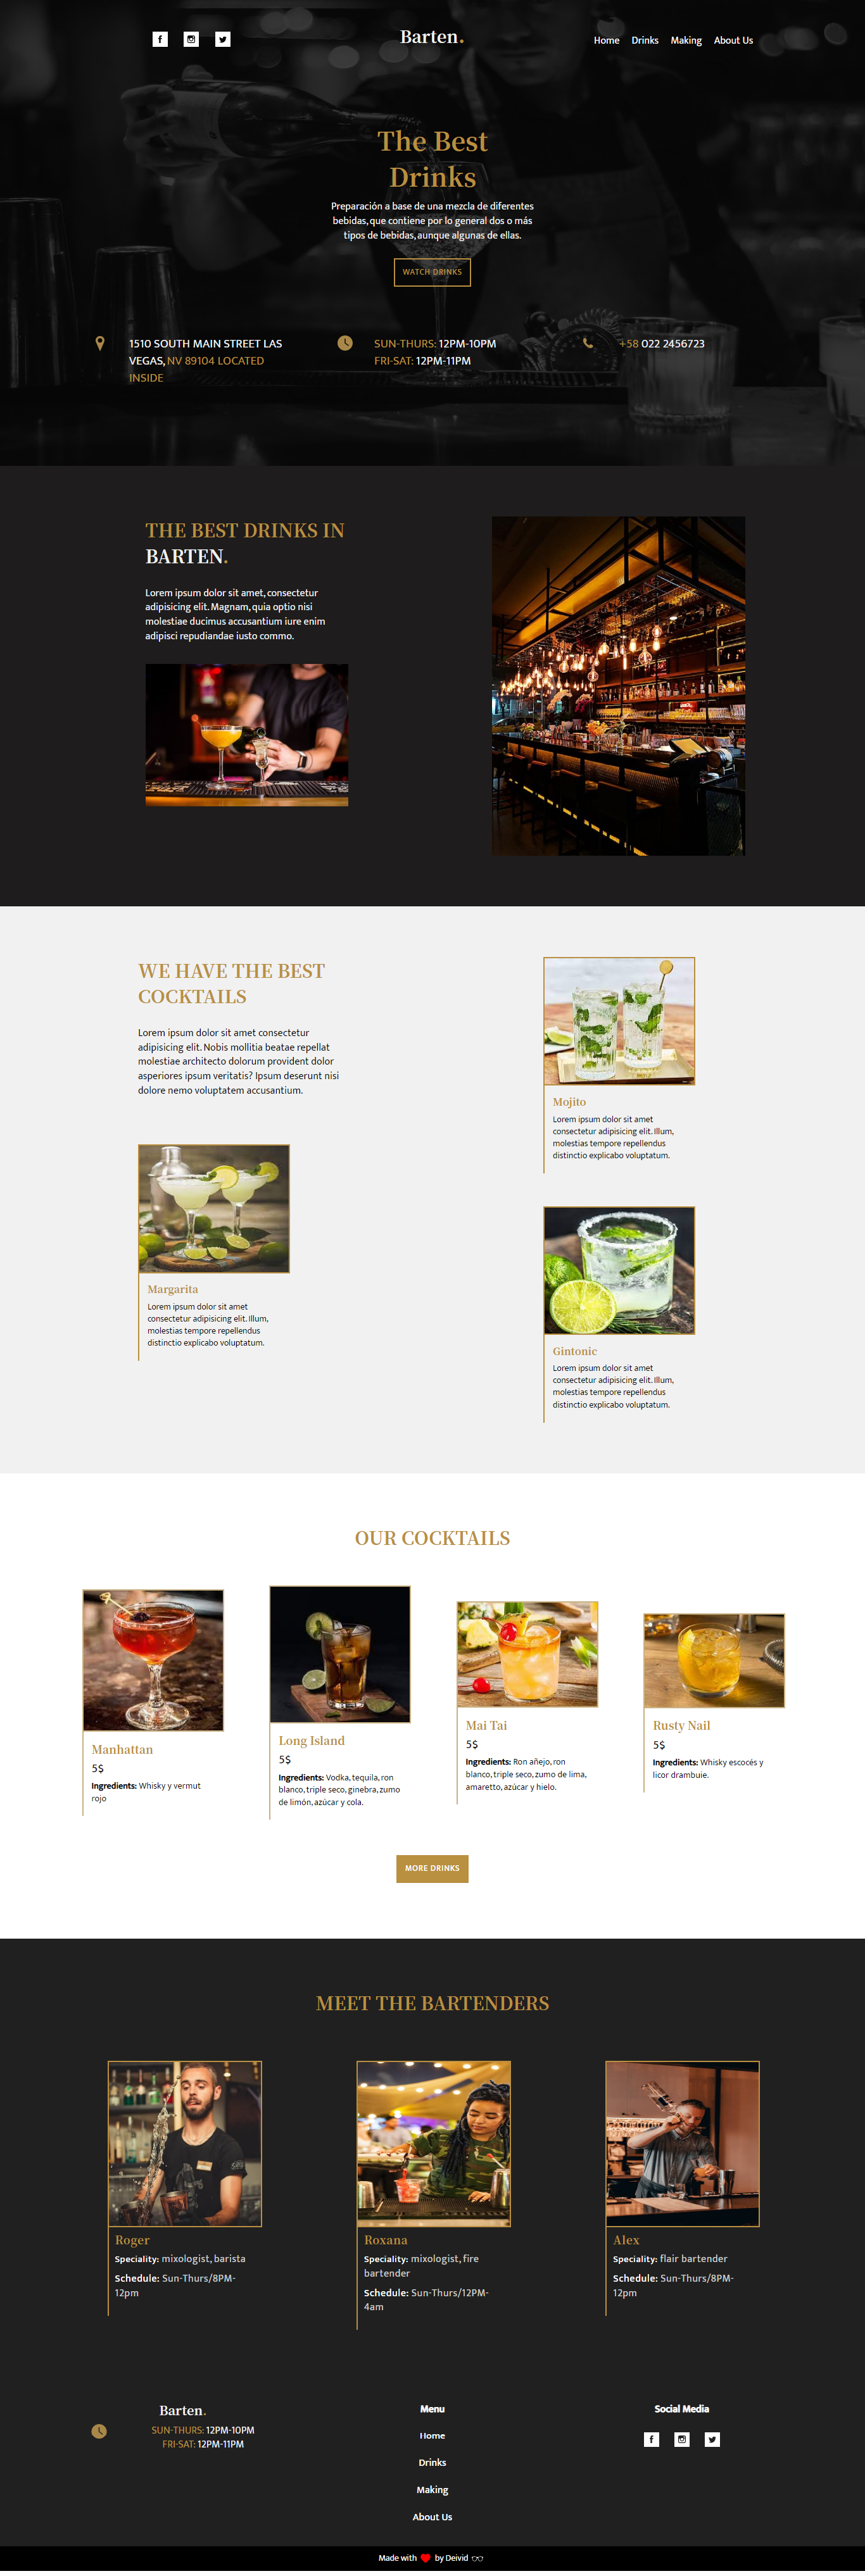 Barten.
Home Drinks Making About Us
The Best
Drinks
Preparación a base de una mezcla de diferentes
bebidas, que contiene por lo general dos o más
tipos de bebidas, aunque algunas de ellas.
WATCH DRINKS
1510 SOUTH MAIN STREET LAS
VEGAS, NV 89104 LOCATED
INSIDE
SUN-THURS: 12PM-10PM
FRI-SAT: 12PM-11PM
+58 022 2456723
THE BEST DRINKS IN
BARTEN.
Lorem ipsum dolor sit amet, consectetur
adipisicing elit. Magnam, quia optio nisi
molestiae ducimus accusantium iure enim
adipisci repudiandae iusto commo.
WE HAVE THE BEST
COCKTAILS
Lorem ipsum dolor sit amet consectetur
adipisicing elit. Nobis mollitia beatae repellat
molestiae architecto dolorum provident dolor
asperiores ipsum veritatis? Ipsum deserunt nisi
dolore nemo voluptatem accusantium.
Margarita
Lorem ipsum dolor sit amet
consectetur adipisicing elit. Illum,
molestias tempore repellendus
distinctio explicabo voluptatum.
Mojito
Lorem ipsum dolor sit amet
consectetur adipisicing elit. Illum,
molestias tempore repellendus
distinctio explicabo voluptatum.
Gintonic
Lorem ipsum dolor sit amet
consectetur adipisicing elit. Illum,
molestias tempore repellendus
distinctio explicabo voluptatum.
OUR COCKTAILS
Manhattan
5$
Ingredients: Whisky y vermut
rojo
Long Island
5$
Ingredients: Vodka, tequila, ron
blanco, triple seco, ginebra, zumo
de limón, azúcar y cola.
Mai Tai
5$
Ingredients: Ron añejo, ron
blanco, triple seco, zumo de lima,
amaretto, azúcar y hielo.
Rusty Nail
5$
Ingredients: Whisky escocés y
licor drambuie.
MORE DRINKS
MEET THE BARTENDERS
Roger
Speciality: mixologist, barista
Schedule: Sun-Thurs/8PM-
12pm
Roxana
Speciality: mixologist, fire
bartender
Schedule: Sun-Thurs/12PM-
4am
Alex
Speciality: flair bartender
Schedule: Sun-Thurs/8PM-
12pm
Barten.
SUN-THURS: 12PM-10PM
FRI-SAT: 12PM-11PM
Menu
Home
Drinks
Making
About Us
Social Media
Made with ❤ by Deivid 👓